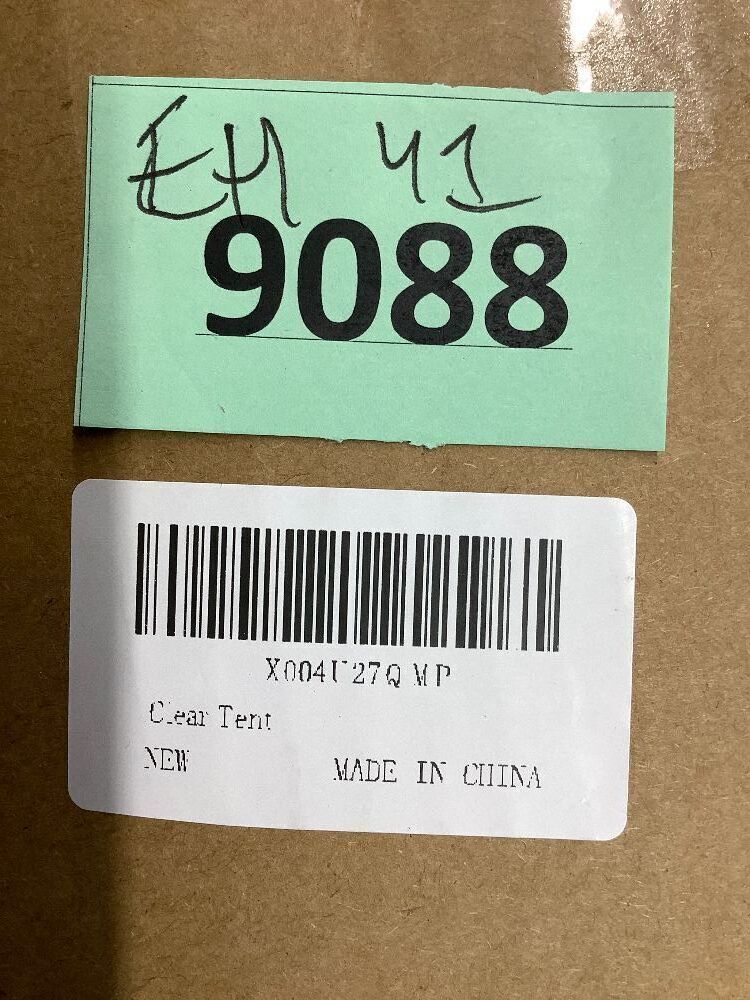 EH 41
9088
X004U27QMP
Clear Tent
NEW MADE IN CHINA